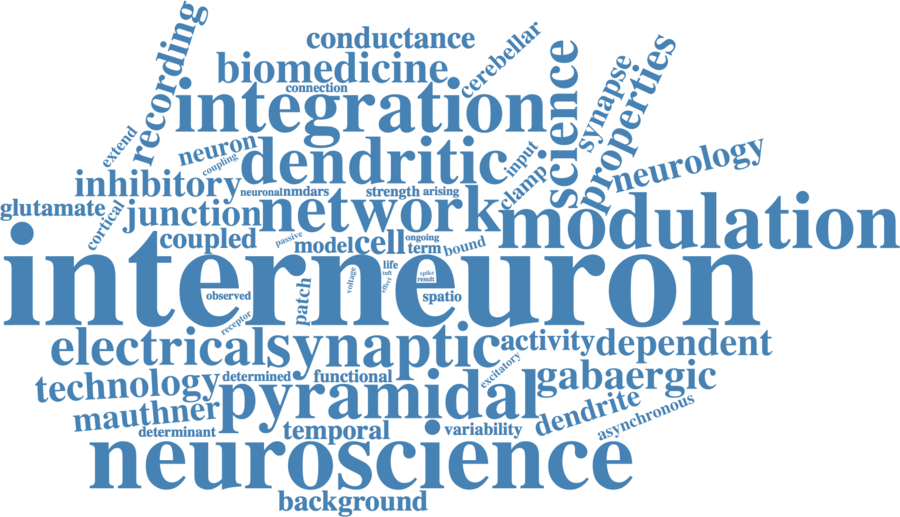 recording
conductance
cerebellar
biomedicine
science
synapse
properties
connection
integration
extend
neuron
coupling
dendritic
input
neurology
inhibitory
neuronal
nmdars
strength
arising
clamp
glutamate
cortical
junction
network
modulation
coupled
passive
model
cell
ongoing
term
bound
interneuron
life
tuft
effect
spike
result
voltage
observed
patch
spatio
receptor
electrical
synaptic
activity
dependent
technology
determined
functional
excitatory
gabaergic
mauthner
pyramidal
dendrite
asynchronous
determinant
temporal
variability
neuroscience
background